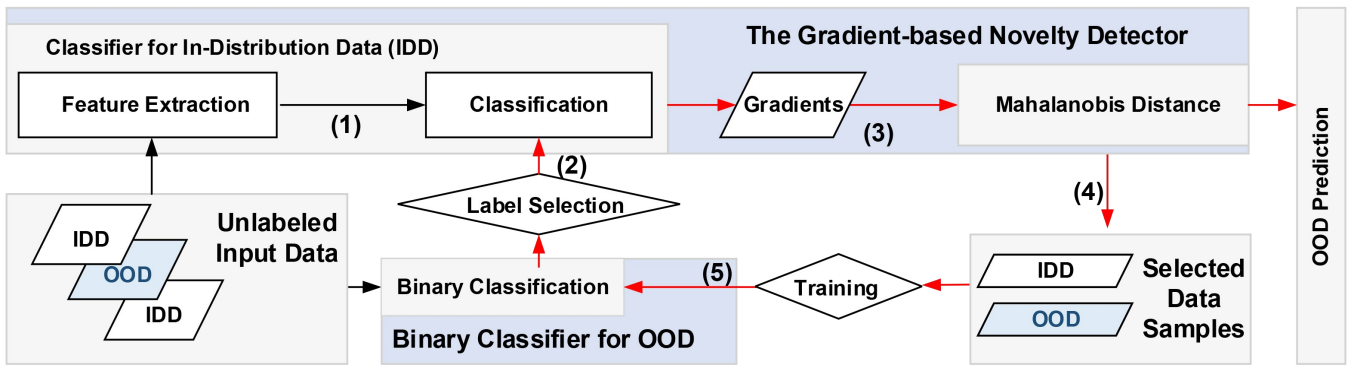 The Gradient-based Novelty Detector
Classifier for In-Distribution Data (IDD)
Feature Extraction
(1)
Classification
Gradients
(3)
Mahalanobis Distance
OOD Prediction
(2)
Label Selection
(4)
Unlabeled
Input Data
IDD
OOD
IDD
Binary Classification
Binary Classifier for OOD
(5)
Training
IDD
OOD
Selected
Data
Samples